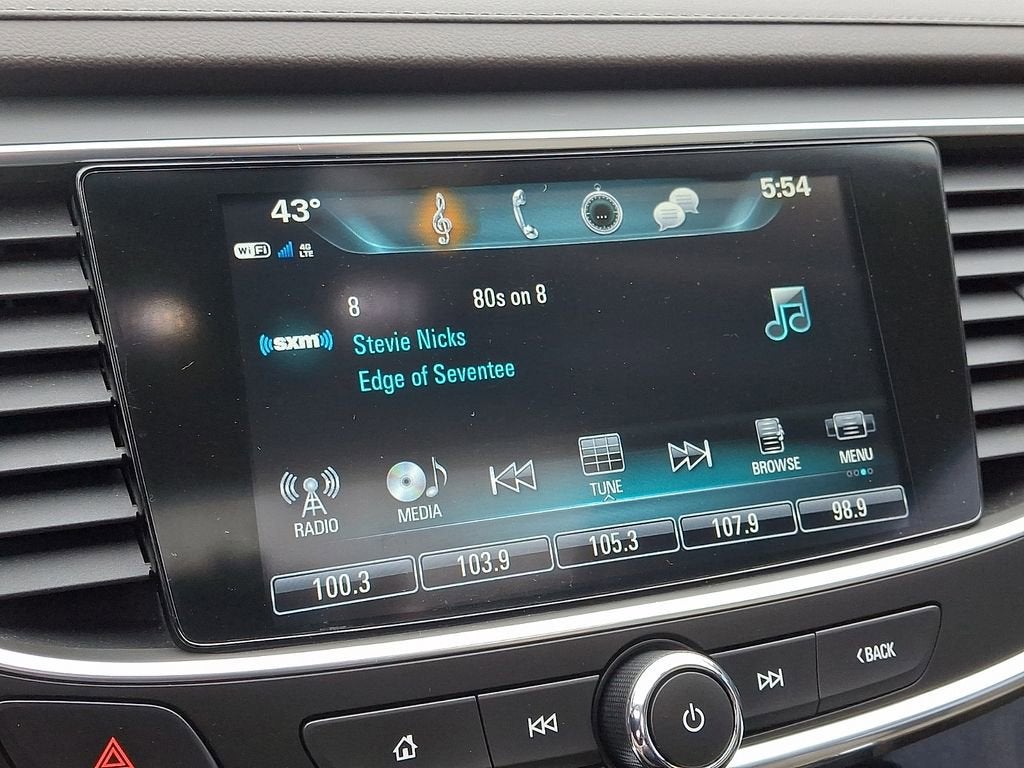 43°
5:54
WiFi
4G
LTE
8
80s on 8
sxm
Stevie Nicks
Edge of Seventee
RADIO
MEDIA
TUNE
BROWSE
MENU
100.3
103.9
105.3
107.9
98.9
BACK